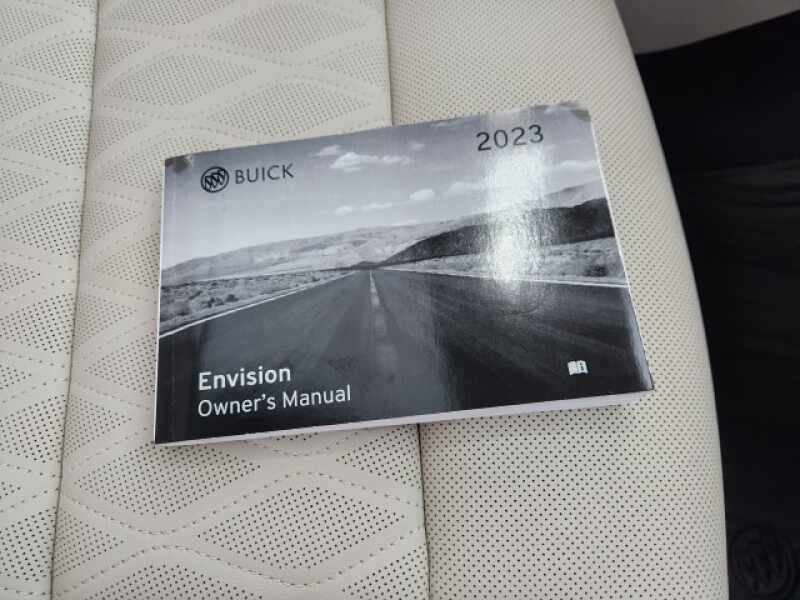 BUICK
2023
Envision
Owner's Manual